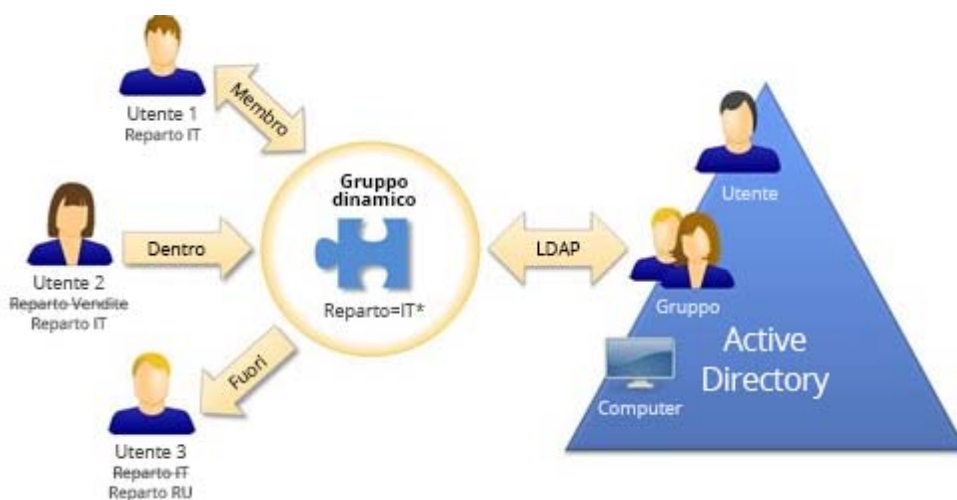 Utente 1
Reparto IT
Membro
Utente 2
Reparto Vendite
Reparto IT
Dentro
Gruppo
dinamico
Reparto=IT*
Fuori
Utente 3
Reparto IT
Reparto RU
LDAP
Utente
Gruppo
Computer
Active
Directory